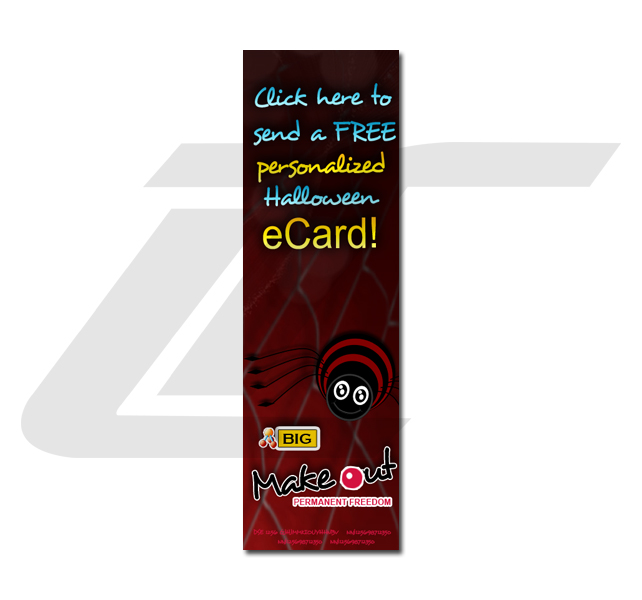 Click here to
send a FREE
personalized
Halloween
eCard!
BIG
Make Out
PERMANENT FREEDOM